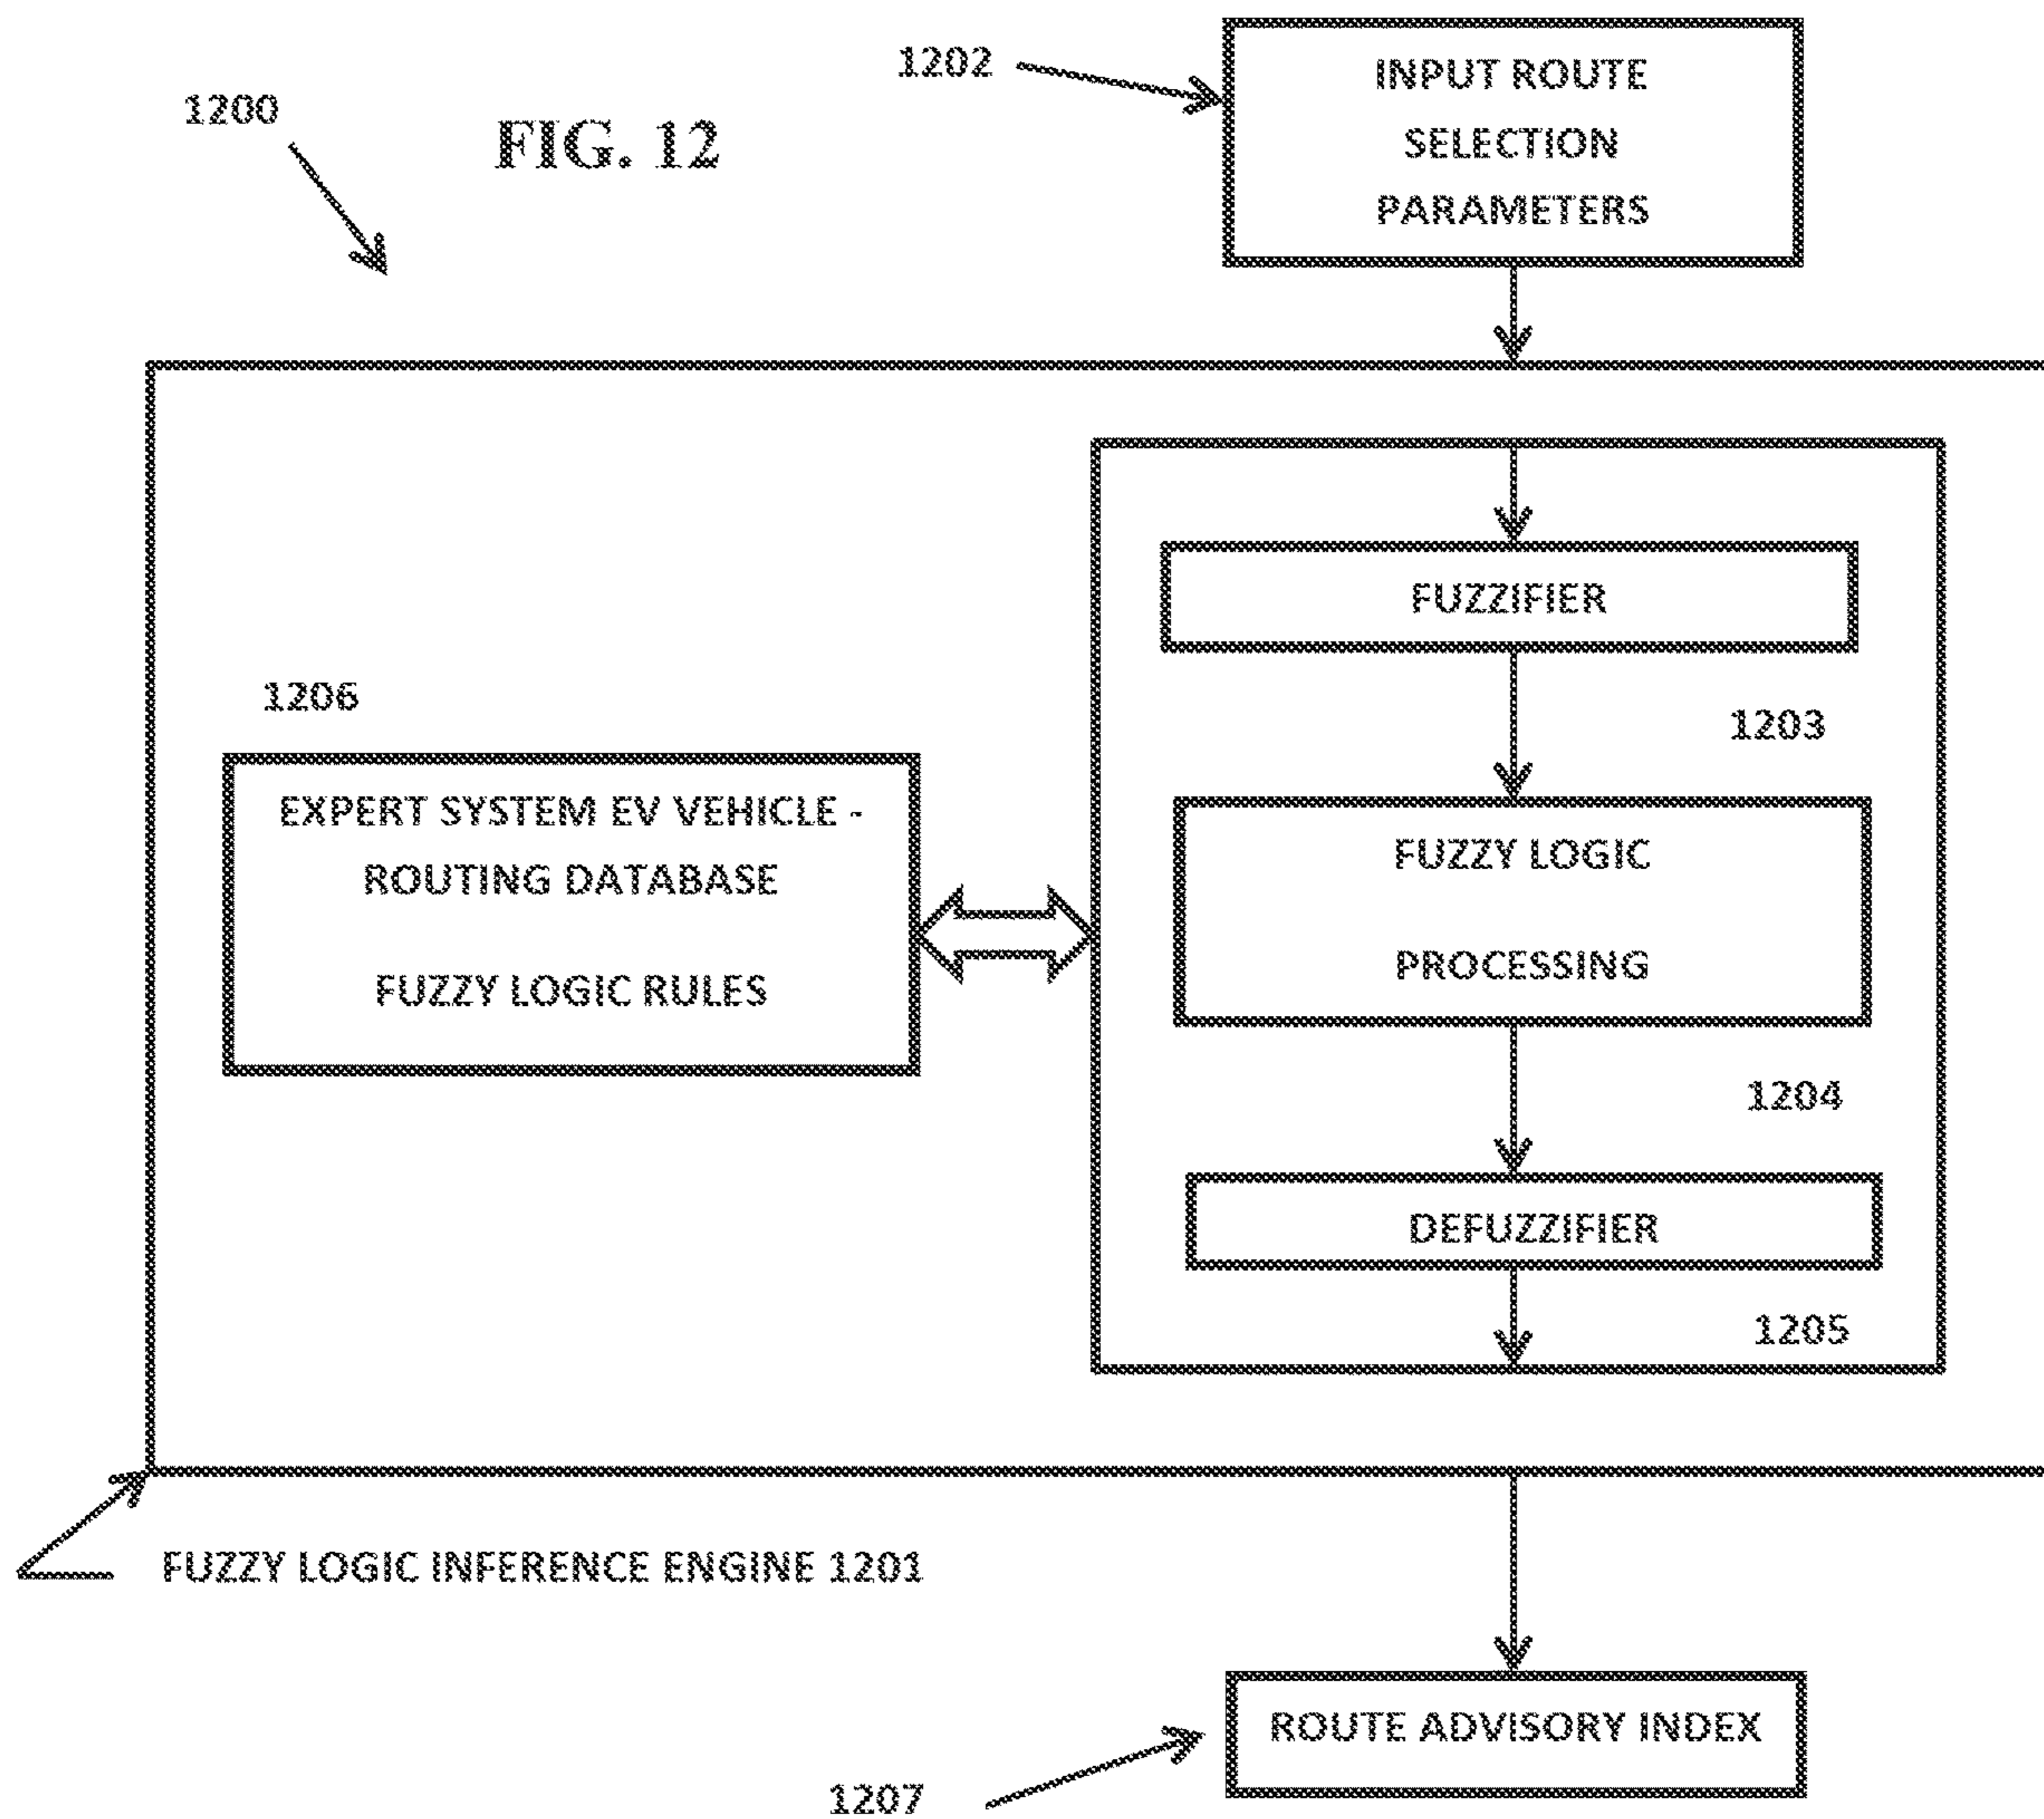 1202
INPUT ROUTE
SELECTION
PARAMETERS
1200
FIG. 12
FUZZIFIER
1203
1206
EXPERT SYSTEM EV VEHICLE -
ROUTING DATABASE
FUZZY LOGIC RULES
FUZZY LOGIC
PROCESSING
1204
DEFUZZIFIER
1205
FUZZY LOGIC INFERENCE ENGINE 1201
ROUTE ADVISORY INDEX
1207